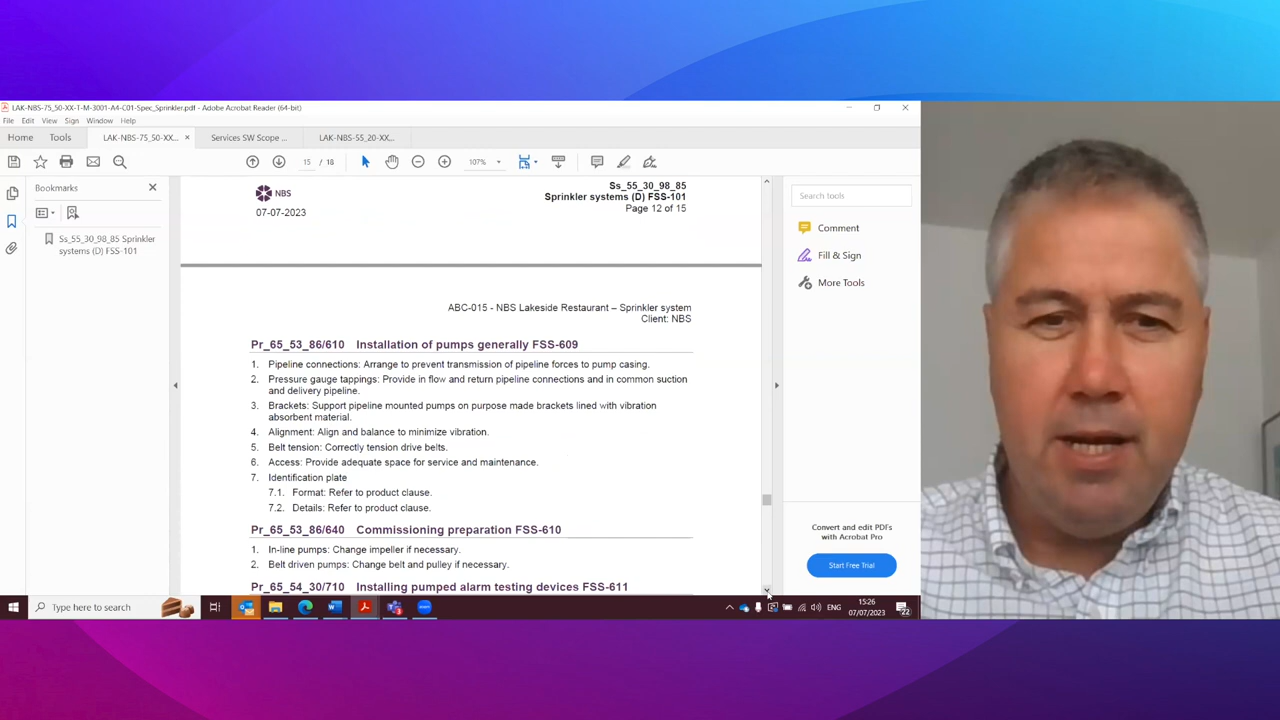 LAK-NBS-75_50-XX-T-M-3001-A4-C01-Spec_Sprinkler.pdf - Adobe Acrobat Reader (64-bit)
File Edit View Sign Window Help
Home Tools LAK-NBS-75_50-XX... × Services SW Scope ... LAK-NBS-55_20-XX...
15 / 18 107%
Bookmarks
Ss_55_30_98_85 Sprinkler
systems (D) FSS-101
NBS
07-07-2023
Ss_55_30_98_85
Sprinkler systems (D) FSS-101
Page 12 of 15
ABC-015 - NBS Lakeside Restaurant – Sprinkler system
Client: NBS
Pr_65_53_86/610 Installation of pumps generally FSS-609
1. Pipeline connections: Arrange to prevent transmission of pipeline forces to pump casing.
2. Pressure gauge tappings: Provide in flow and return pipeline connections and in common suction
and delivery pipeline.
3. Brackets: Support pipeline mounted pumps on purpose made brackets lined with vibration
absorbent material.
4. Alignment: Align and balance to minimize vibration.
5. Belt tension: Correctly tension drive belts.
6. Access: Provide adequate space for service and maintenance.
7. Identification plate
7.1. Format: Refer to product clause.
7.2. Details: Refer to product clause.
Pr_65_53_86/640 Commissioning preparation FSS-610
1. In-line pumps: Change impeller if necessary.
2. Belt driven pumps: Change belt and pulley if necessary.
Pr_65_54_30/710 Installing pumped alarm testing devices FSS-611
Search tools
Comment
Fill & Sign
More Tools
Convert and edit PDFs
with Acrobat Pro
Start Free Trial
Type here to search
ENG
15:26
07/07/2023
22